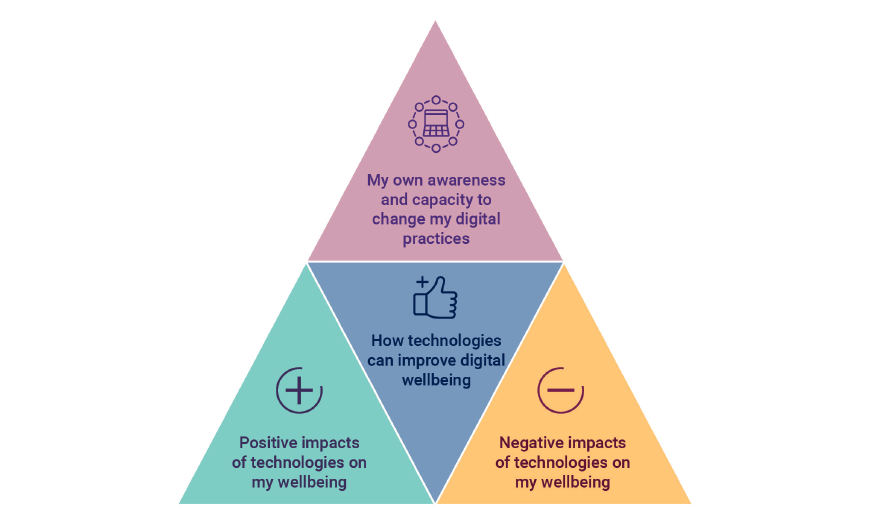 My own awareness
and capacity to
change my digital
practices
How technologies
can improve digital
wellbeing
Positive impacts
of technologies on
my wellbeing
Negative impacts
of technologies on
my wellbeing